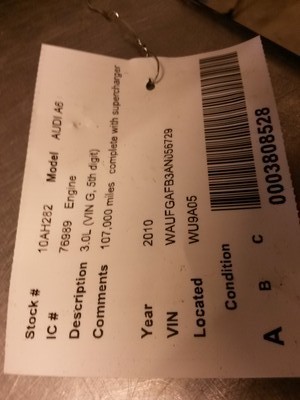 Stock # 10AH282 Model AUDI A6
IC # 76989 Engine
Description 3.0L (VIN G, 5th digit)
Comments 107,000 miles complete with supercharger
Year 2010
VIN WAUFGAFB3AN056729
Located WU9A05
Condition
A B C
0003808528